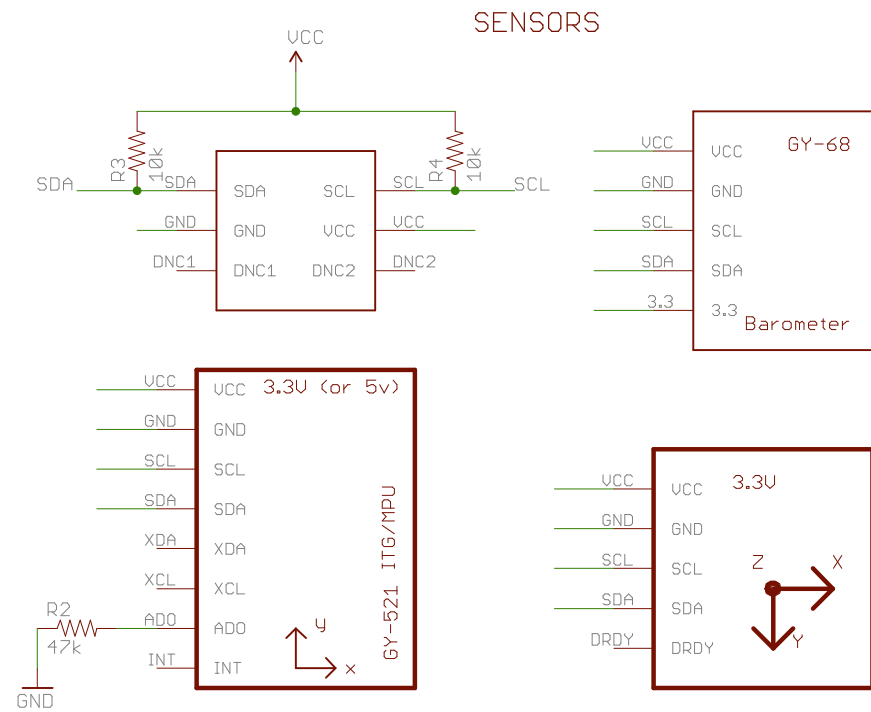 SENSORS
VCC
R3
10k
R4
10k
SDA
SDA
SDA
SCL
SCL
SCL
GND
GND
VCC
VCC
DNC1
DNC1
DNC2
DNC2
VCC
VCC
GY-68
GND
GND
SCL
SCL
SDA
SDA
3.3
3.3
Barometer
VCC
VCC
3.3V (or 5v)
GND
GND
SCL
SCL
SDA
SDA
XDA
XDA
XCL
XCL
ADO
ADO
INT
INT
GY-521 ITG/MPU
y
x
R2
47k
GND
VCC
VCC
3.3V
GND
GND
SCL
SCL
SDA
SDA
DRDY
DRDY
Z
X
Y